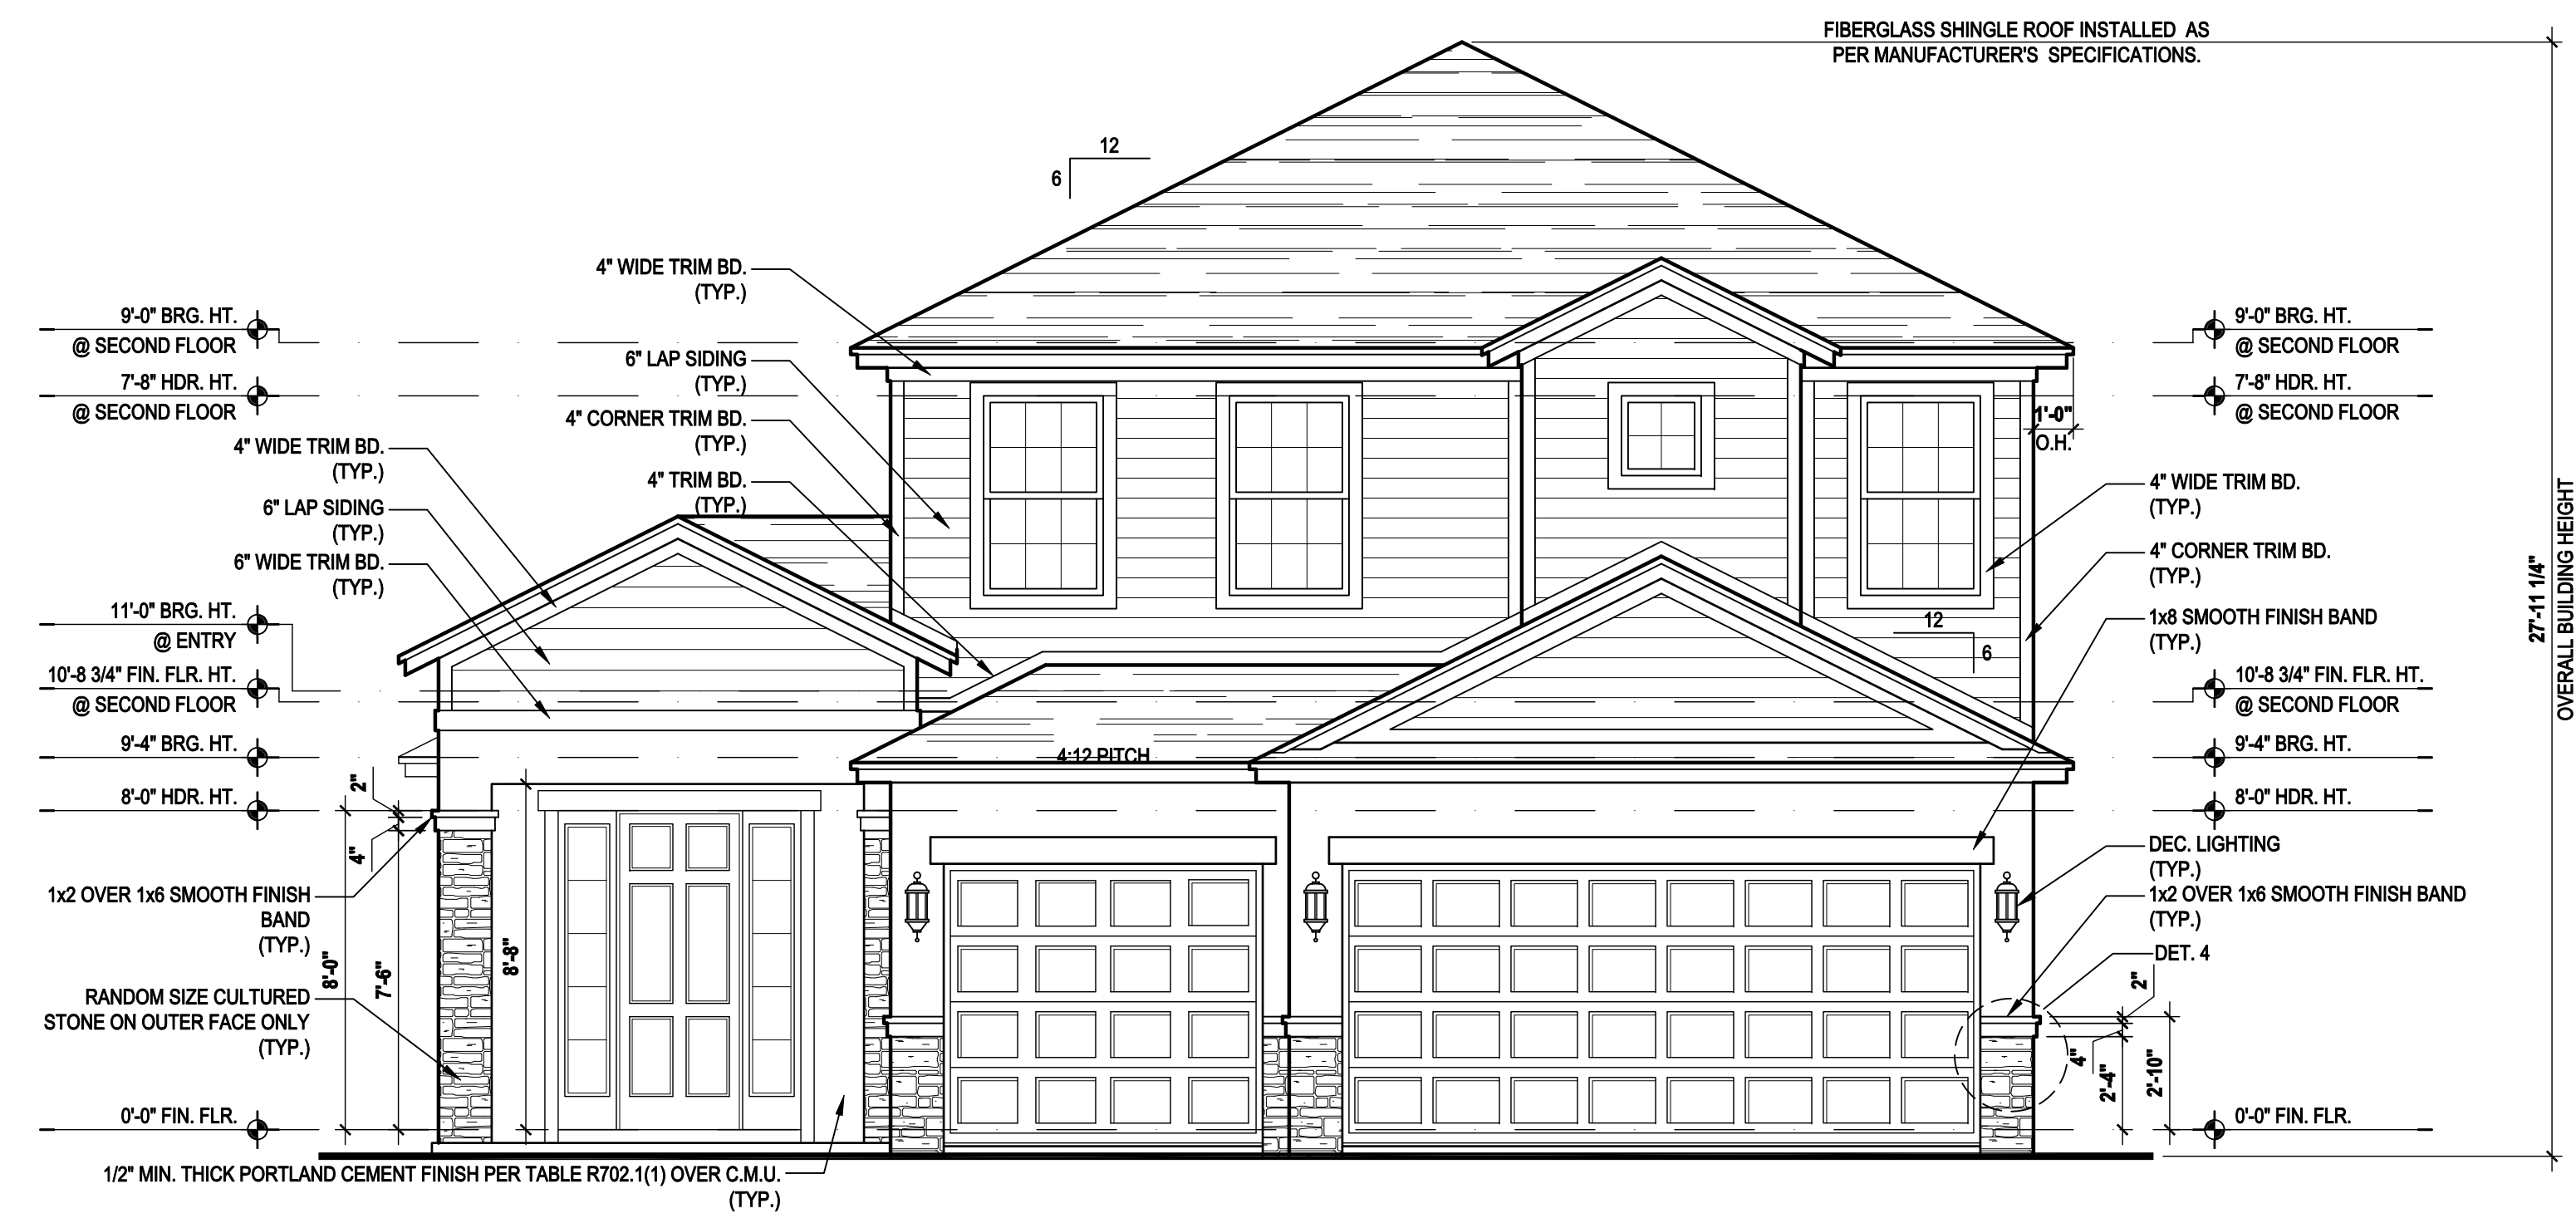 FIBERGLASS SHINGLE ROOF INSTALLED AS
PER MANUFACTURER'S SPECIFICATIONS.
12
6
4" WIDE TRIM BD.
(TYP.)
6" LAP SIDING
(TYP.)
4" CORNER TRIM BD.
(TYP.)
4" TRIM BD.
(TYP.)
9'-0" BRG. HT.
@ SECOND FLOOR
7'-8" HDR. HT.
@ SECOND FLOOR
4" WIDE TRIM BD.
(TYP.)
6" LAP SIDING
(TYP.)
6" WIDE TRIM BD.
(TYP.)
11'-0" BRG. HT.
@ ENTRY
10'-8 3/4" FIN. FLR. HT.
@ SECOND FLOOR
9'-4" BRG. HT.
2"
8'-0" HDR. HT.
4"
1x2 OVER 1x6 SMOOTH FINISH
BAND
(TYP.)
8'-0"
7'-6"
8'-8"
RANDOM SIZE CULTURED
STONE ON OUTER FACE ONLY
(TYP.)
0'-0" FIN. FLR.
1/2" MIN. THICK PORTLAND CEMENT FINISH PER TABLE R702.1(1) OVER C.M.U.
(TYP.)
4:12 PITCH
12
6
9'-0" BRG. HT.
@ SECOND FLOOR
7'-8" HDR. HT.
@ SECOND FLOOR
1'-0"
O.H.
4" WIDE TRIM BD.
(TYP.)
4" CORNER TRIM BD.
(TYP.)
1x8 SMOOTH FINISH BAND
(TYP.)
10'-8 3/4" FIN. FLR. HT.
@ SECOND FLOOR
9'-4" BRG. HT.
8'-0" HDR. HT.
DEC. LIGHTING
(TYP.)
1x2 OVER 1x6 SMOOTH FINISH BAND
(TYP.)
DET. 4
2"
4"
2'-4"
2'-10"
0'-0" FIN. FLR.
27'-11 1/4"
OVERALL BUILDING HEIGHT